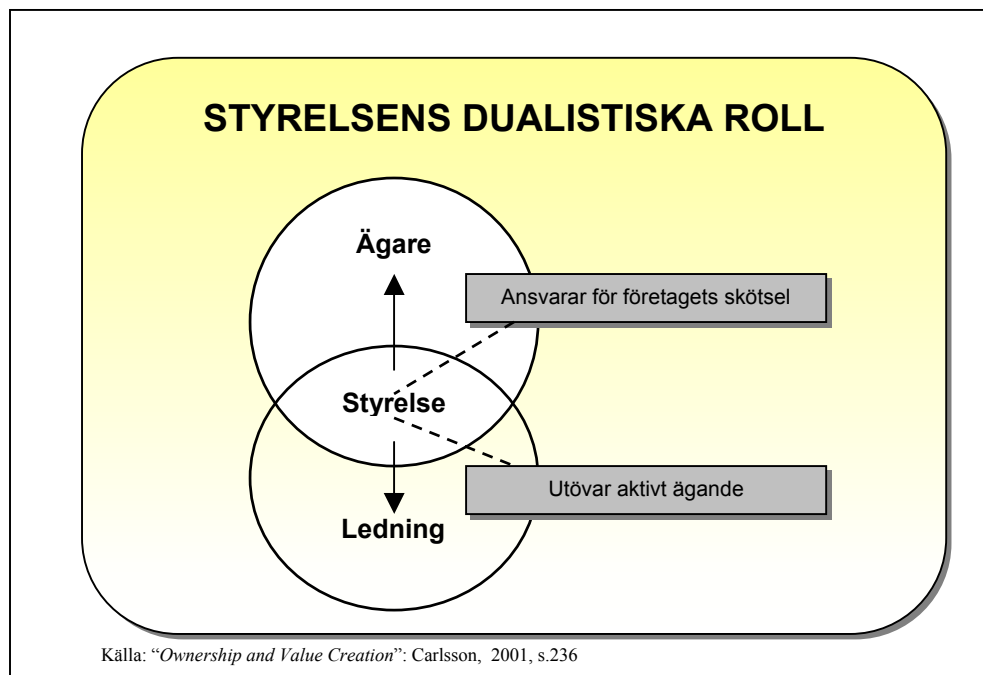 STYRELSENS DUALISTISKA ROLL
Ägare
Ansvarar för företagets skötsel
Styrelse
Utövar aktivt ägande
Ledning
Källa: “Ownership and Value Creation”: Carlsson, 2001, s.236